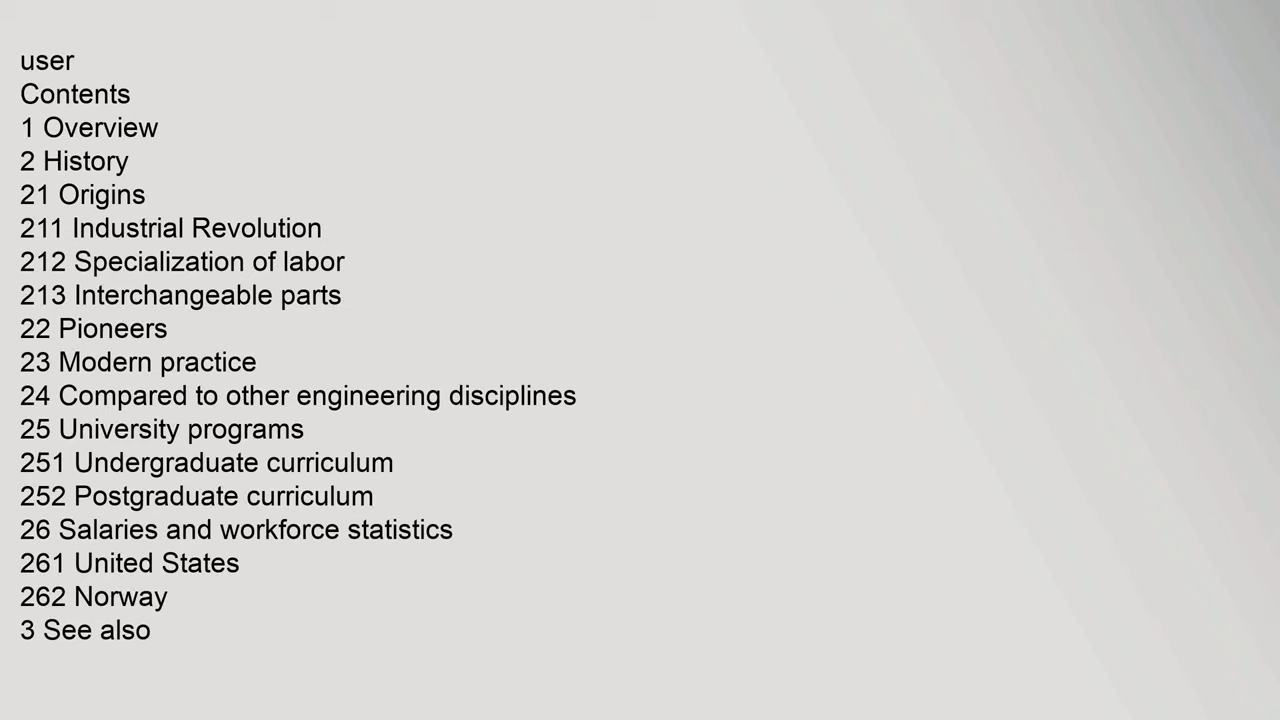 user
Contents
1 Overview
2 History
21 Origins
211 Industrial Revolution
212 Specialization of labor
213 Interchangeable parts
22 Pioneers
23 Modern practice
24 Compared to other engineering disciplines
25 University programs
251 Undergraduate curriculum
252 Postgraduate curriculum
26 Salaries and workforce statistics
261 United States
262 Norway
3 See also